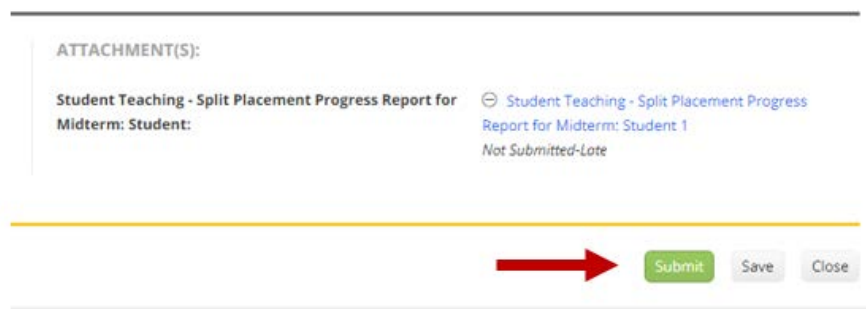 ATTACHMENT(S):
Student Teaching - Split Placement Progress Report for
Midterm: Student:
Student Teaching - Split Placement Progress
Report for Midterm: Student 1
Not Submitted-Late
Submit Save Close